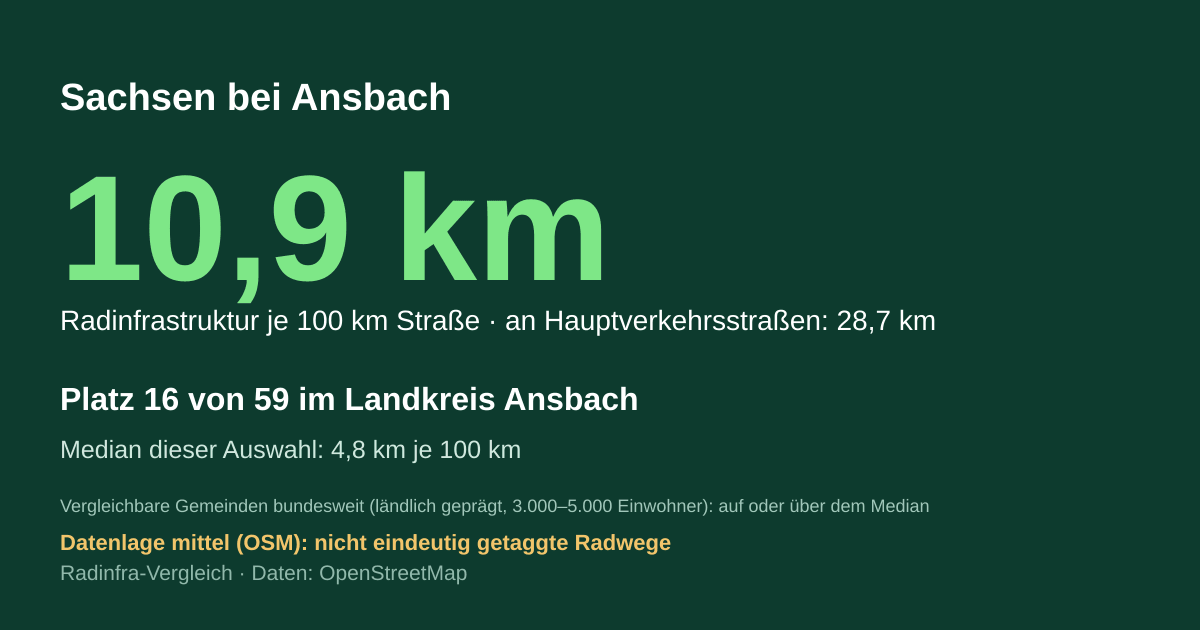 Sachsen bei Ansbach
10,9 km
Radinfrastruktur je 100 km Straße · an Hauptverkehrsstraßen: 28,7 km
Platz 16 von 59 im Landkreis Ansbach
Median dieser Auswahl: 4,8 km je 100 km
Vergleichbare Gemeinden bundesweit (ländlich geprägt, 3.000–5.000 Einwohner): auf oder über dem Median
Datenlage mittel (OSM): nicht eindeutig getaggte Radwege
Radinfra-Vergleich · Daten: OpenStreetMap